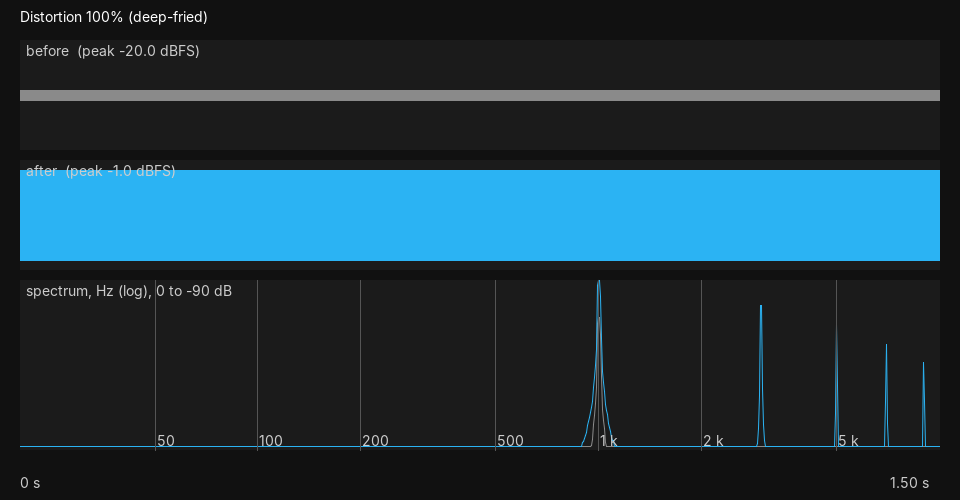 Distortion 100% (deep-fried)
before  (peak -20.0 dBFS)
after  (peak -1.0 dBFS)
spectrum, Hz (log), 0 to -90 dB
50 100 200 500 1 k 2 k 5 k
0 s 1.50 s